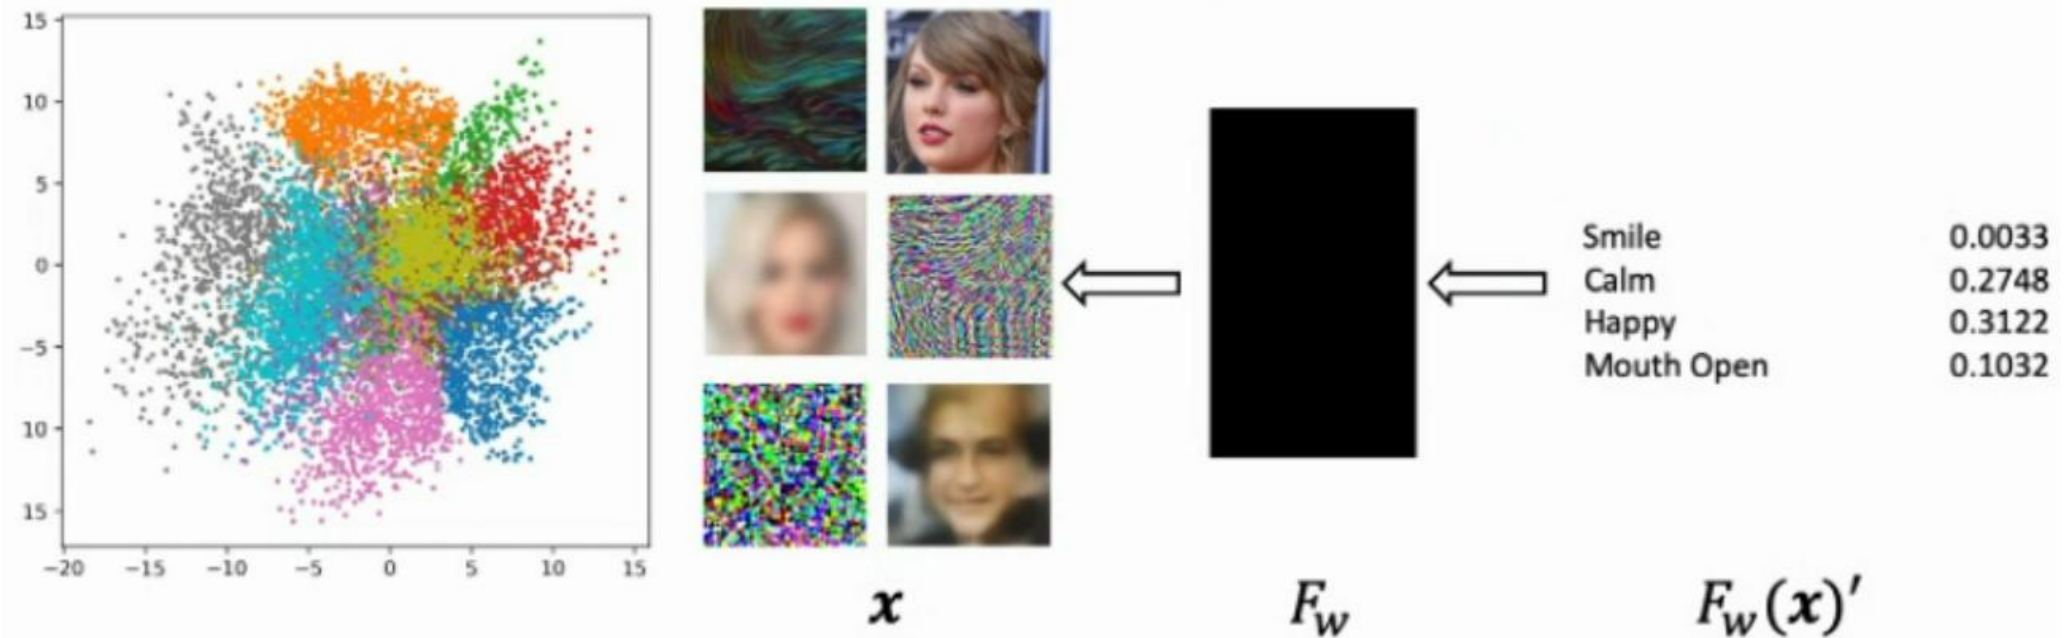 15
10
5
0
−5
10
15
−20 −15 −10 −5 0 5 10 15
Smile 0.0033
Calm 0.2748
Happy 0.3122
Mouth Open 0.1032
x
F_w
F_w(x)′